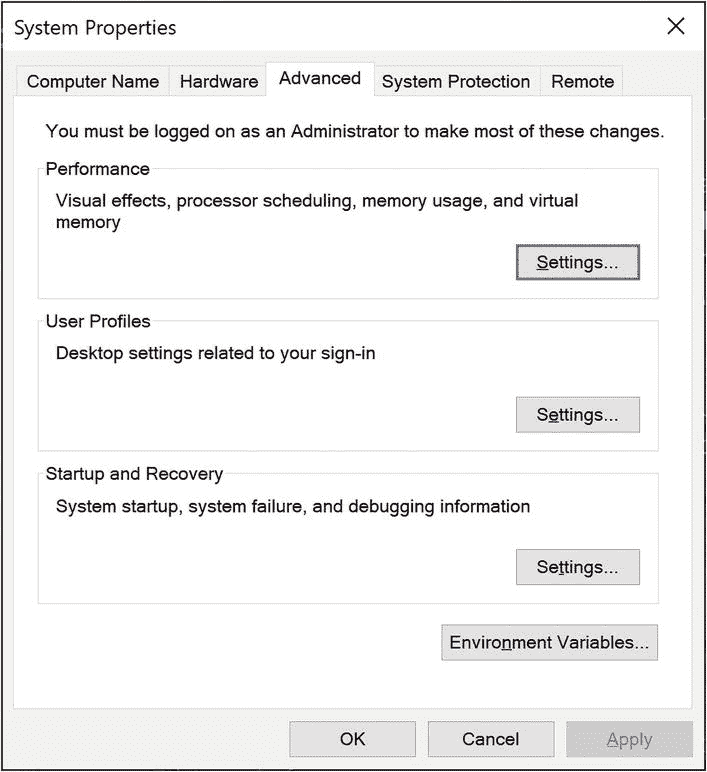 System Properties
Computer Name Hardware Advanced System Protection Remote
You must be logged on as an Administrator to make most of these changes.
Performance
Visual effects, processor scheduling, memory usage, and virtual
memory
Settings...
User Profiles
Desktop settings related to your sign-in
Settings...
Startup and Recovery
System startup, system failure, and debugging information
Settings...
Environment Variables...
OK Cancel Apply